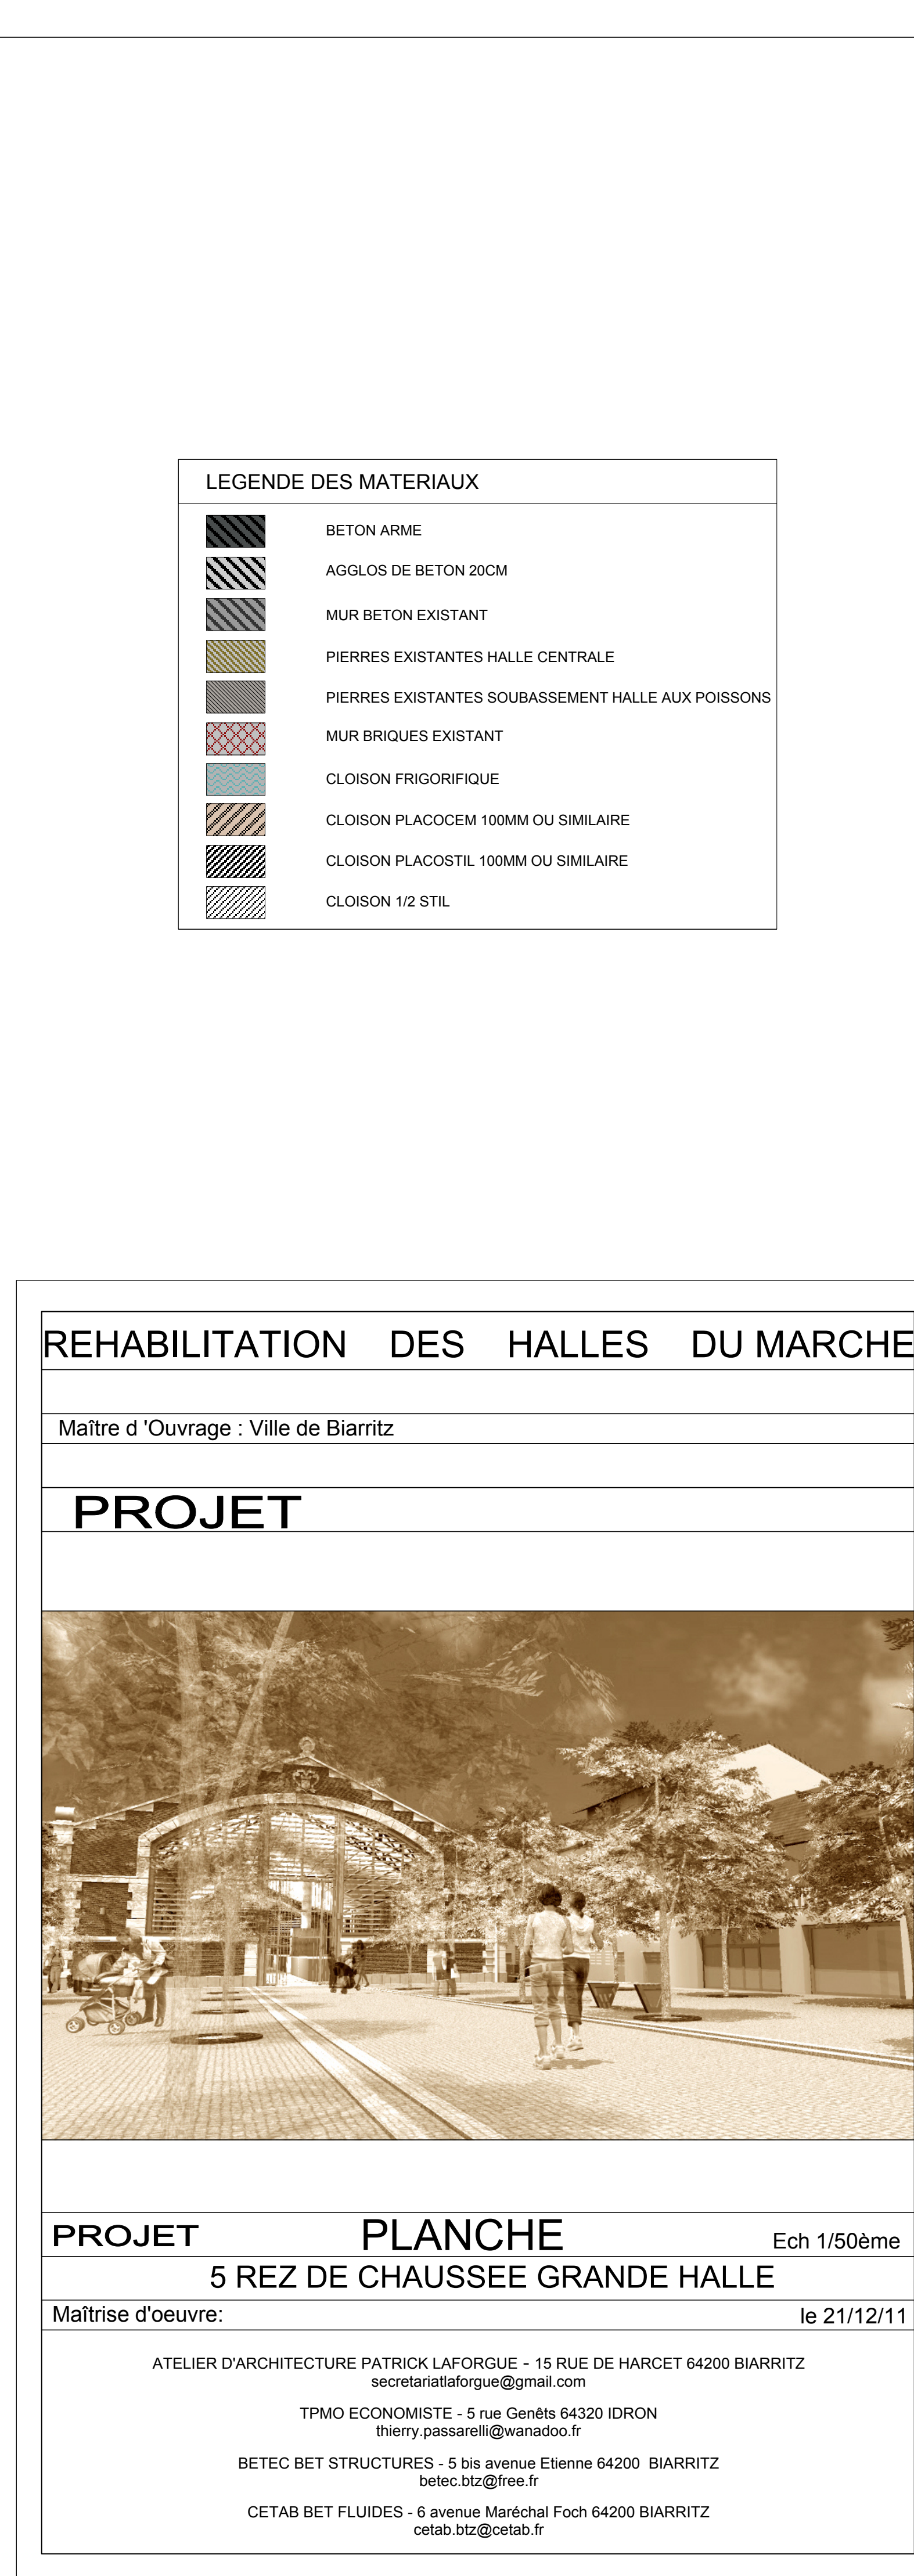 LEGENDE DES MATERIAUX
BETON ARME
AGGLOS DE BETON 20CM
MUR BETON EXISTANT
PIERRES EXISTANTES HALLE CENTRALE
PIERRES EXISTANTES SOUBASSEMENT HALLE AUX POISSONS
MUR BRIQUES EXISTANT
CLOISON FRIGORIFIQUE
CLOISON PLACOCEM 100MM OU SIMILAIRE
CLOISON PLACOSTIL 100MM OU SIMILAIRE
CLOISON 1/2 STIL
REHABILITATION DES HALLES DU MARCHE
Maître d 'Ouvrage : Ville de Biarritz
PROJET
PROJET PLANCHE Ech 1/50ème
5 REZ DE CHAUSSEE GRANDE HALLE
Maîtrise d'oeuvre: le 21/12/11
ATELIER D'ARCHITECTURE PATRICK LAFORGUE - 15 RUE DE HARCET 64200 BIARRITZ
secretariatlaforgue@gmail.com
TPMO ECONOMISTE - 5 rue Genêts 64320 IDRON
thierry.passarelli@wanadoo.fr
BETEC BET STRUCTURES - 5 bis avenue Etienne 64200 BIARRITZ
betec.btz@free.fr
CETAB BET FLUIDES - 6 avenue Maréchal Foch 64200 BIARRITZ
cetab.btz@cetab.fr